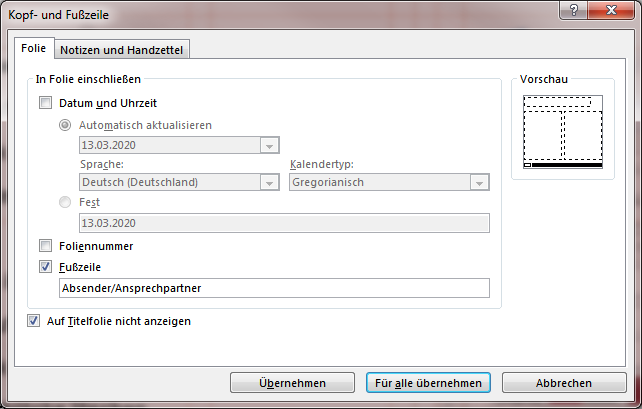 Kopf- und Fußzeile
?
Folie
Notizen und Handzettel
In Folie einschließen
Vorschau
Datum und Uhrzeit
Automatisch aktualisieren
13.03.2020
Sprache:
Kalendertyp:
Deutsch (Deutschland)
Gregorianisch
Fest
13.03.2020
Foliennummer
Fußzeile
Absender/Ansprechpartner
Auf Titelfolie nicht anzeigen
Übernehmen
Für alle übernehmen
Abbrechen